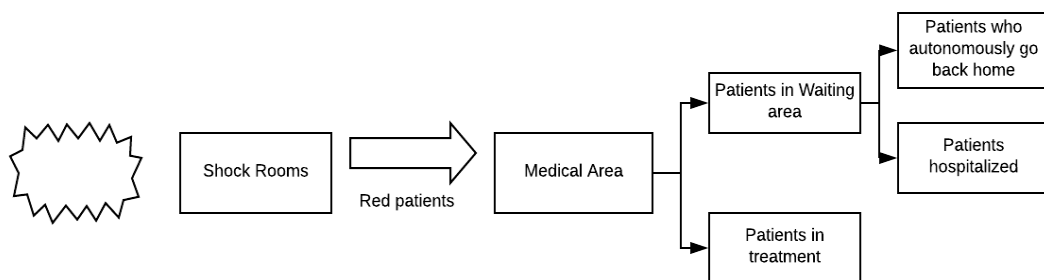 Shock Rooms
Red patients
Medical Area
Patients in Waiting
area
Patients in
treatment
Patients who
autonomously go
back home
Patients
hospitalized